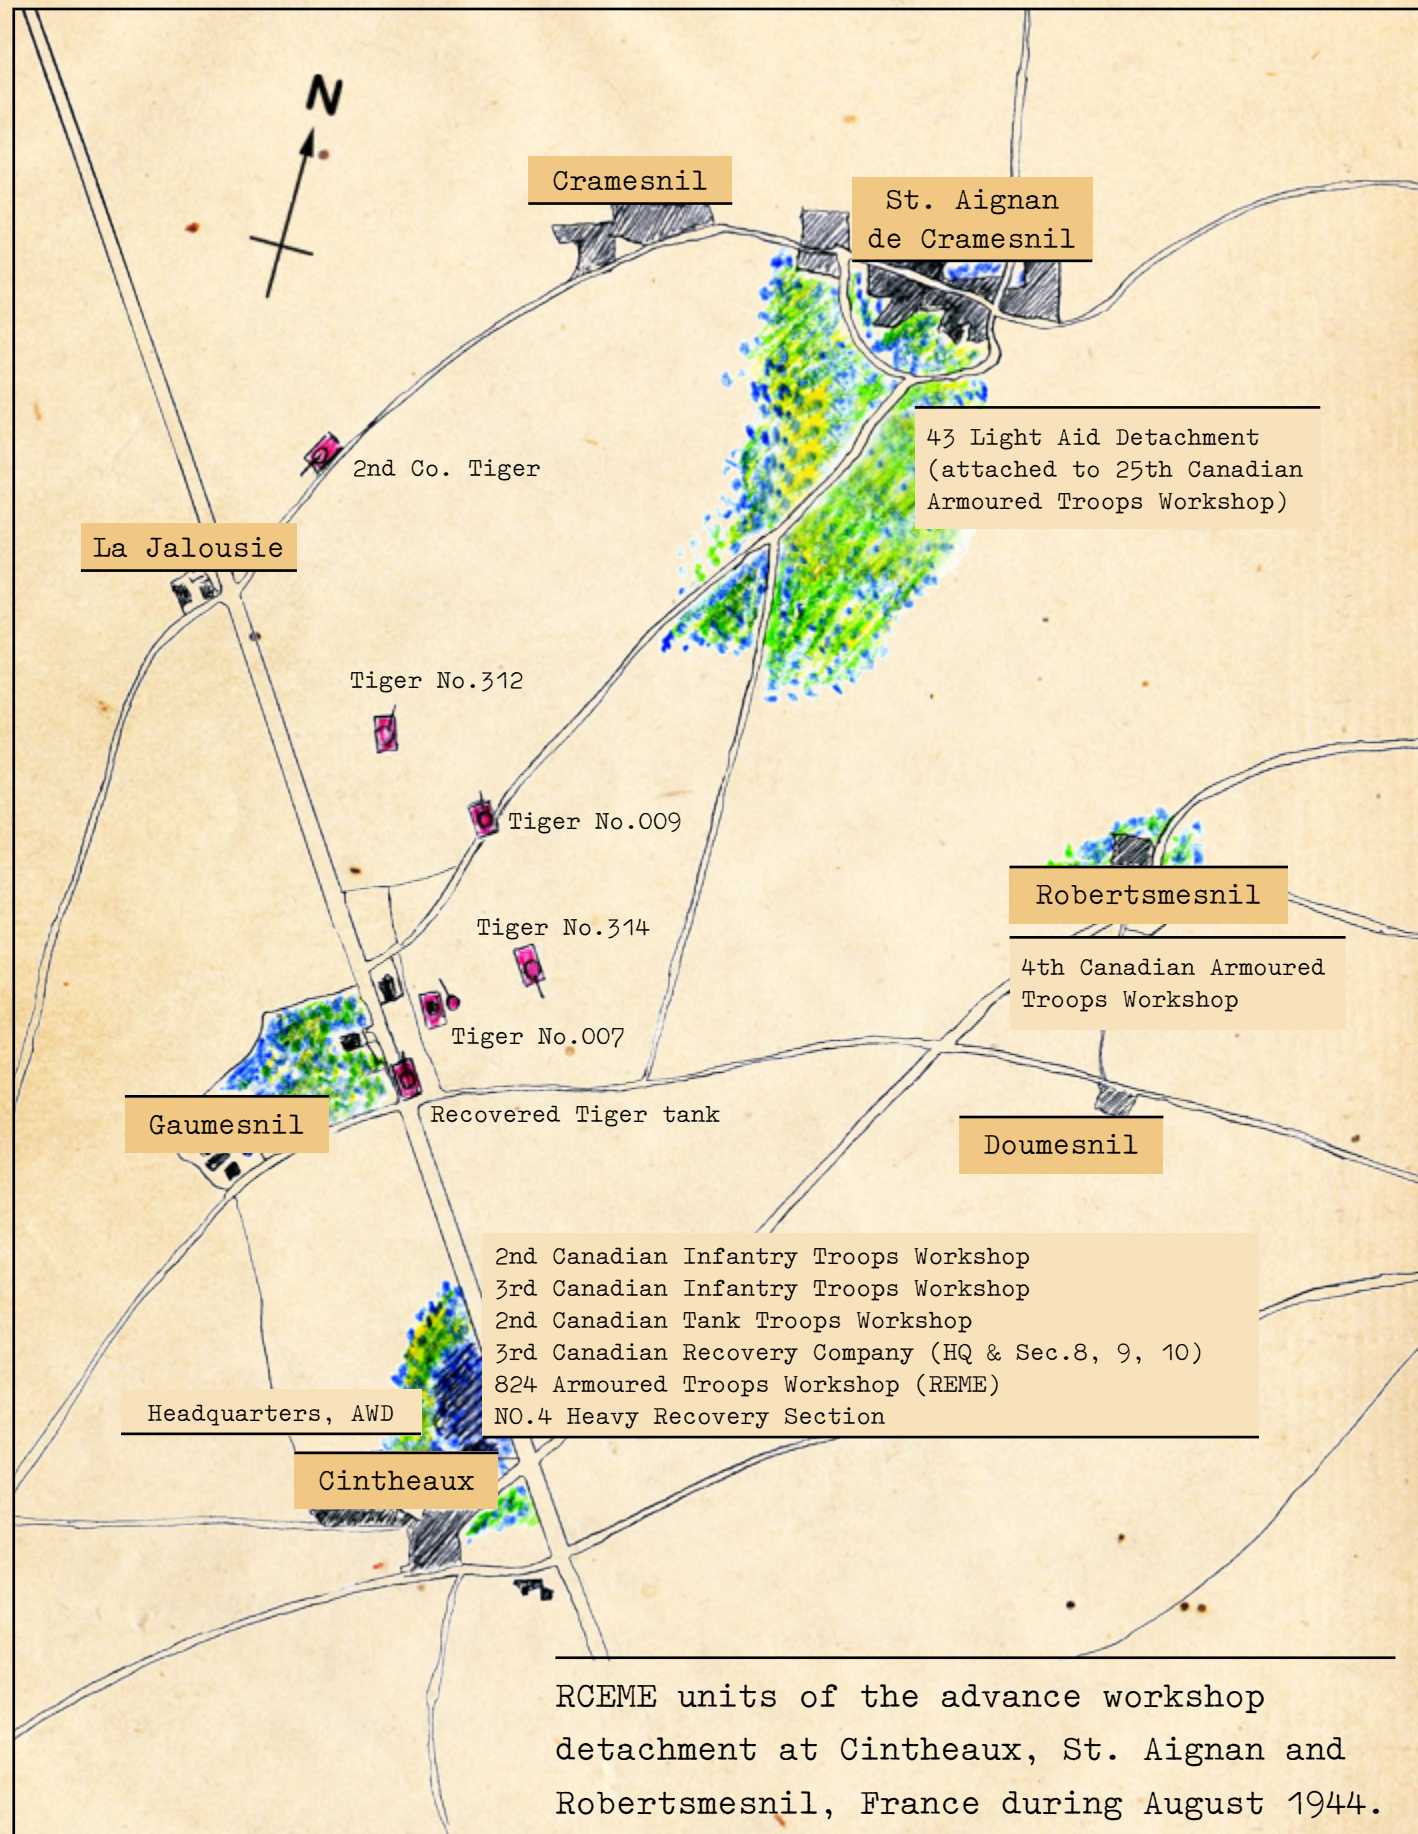 N
Cramesnil
St. Aignan
de Cramesnil
43 Light Aid Detachment
(attached to 25th Canadian
Armoured Troops Workshop)
2nd Co. Tiger
La Jalousie
Tiger No.312
Tiger No.009
Robertsmesnil
4th Canadian Armoured
Troops Workshop
Tiger No.314
Tiger No.007
Recovered Tiger tank
Gaumesnil
Doumesnil
2nd Canadian Infantry Troops Workshop
3rd Canadian Infantry Troops Workshop
2nd Canadian Tank Troops Workshop
3rd Canadian Recovery Company (HQ & Sec.8, 9, 10)
824 Armoured Troops Workshop (REME)
NO.4 Heavy Recovery Section
Headquarters, AWD
Cintheaux
RCEME units of the advance workshop
detachment at Cintheaux, St. Aignan and
Robertsmesnil, France during August 1944.